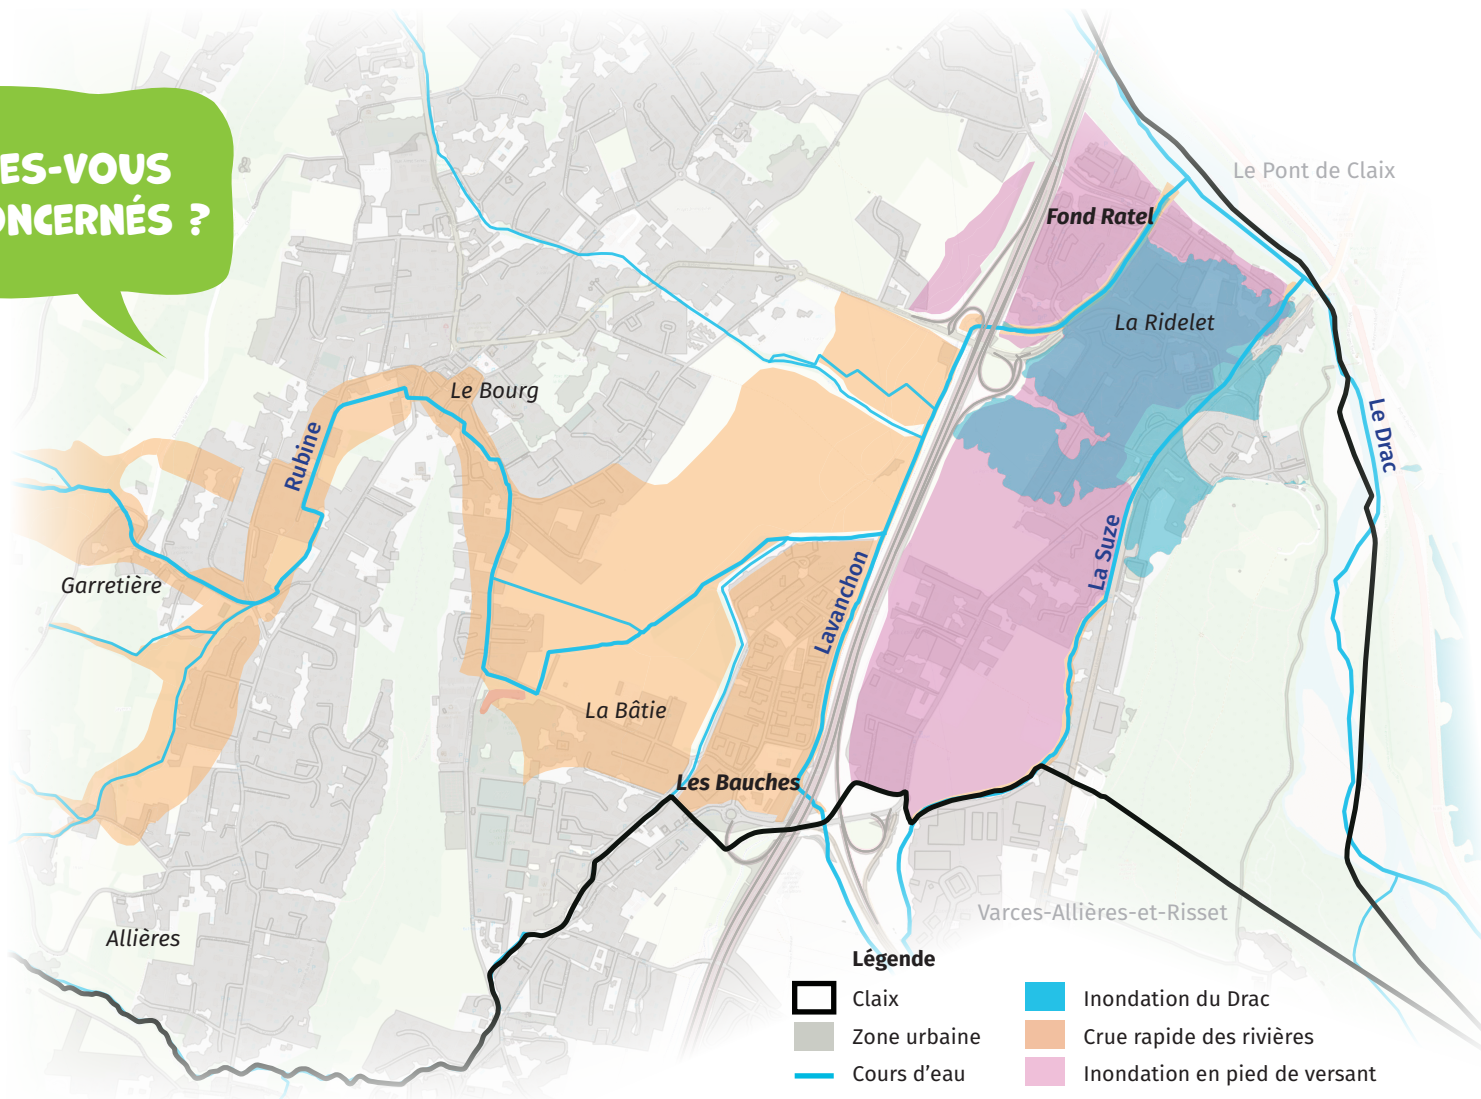 ES-VOUS
ONCERNÉS ?
Le Pont de Claix
Fond Ratel
La Ridelet
Le Bourg
Rubine
Le Drac
Garretière
La Suze
Lavanchon
La Bâtie
Les Bauches
Allières
Varces-Allières-et-Risset
Légende
Claix
Zone urbaine
Cours d'eau
Inondation du Drac
Crue rapide des rivières
Inondation en pied de versant